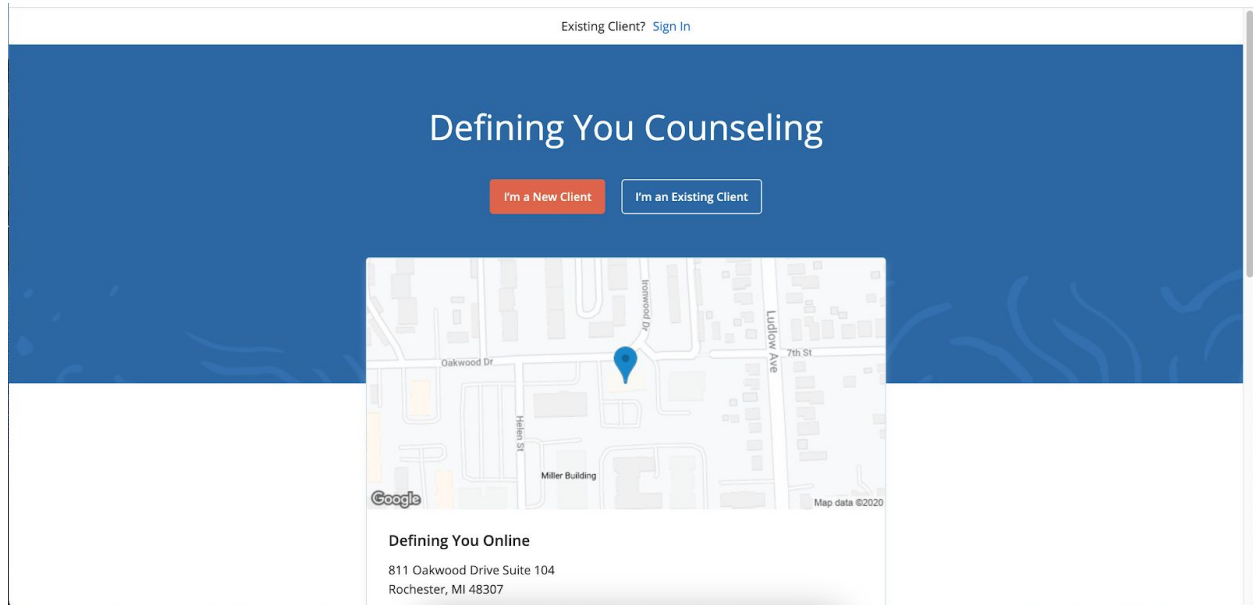 Existing Client? Sign In
Defining You Counseling
I'm a New Client
I'm an Existing Client
Ironwood Dr
Ludlow Ave
7th St
Oakwood Dr
Helen St
Miller Building
Google
Map data ©2020
Defining You Online
811 Oakwood Drive Suite 104
Rochester, MI 48307